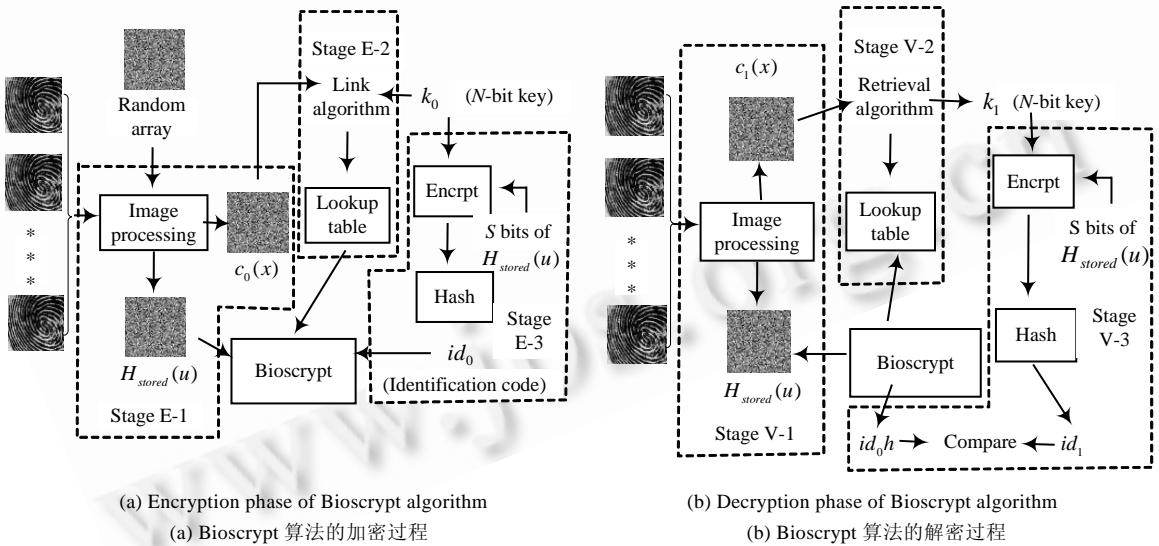 Random
array
Image
processing
c₀(x)
H_stored(u)
Stage E-1
Stage E-2
Link
algorithm
Lookup
table
k₀ (N-bit key)
Encrpt
S bits of
H_stored(u)
Hash
Stage
E-3
id₀
(Identification code)
Bioscrypt
*
*
*
(a) Encryption phase of Bioscrypt algorithm
(a) Bioscrypt 算法的加密过程
c₁(x)
Image
processing
H_stored(u)
Stage V-1
Stage V-2
Retrieval
algorithm
Lookup
table
k₁ (N-bit key)
Encrpt
S bits of
H_stored(u)
Hash
Stage
V-3
Bioscrypt
id₀h
Compare
id₁
*
*
*
(b) Decryption phase of Bioscrypt algorithm
(b) Bioscrypt 算法的解密过程